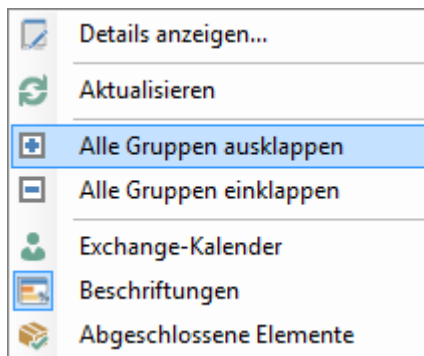 Details anzeigen...
Aktualisieren
Alle Gruppen ausklappen
Alle Gruppen einklappen
Exchange-Kalender
Beschriftungen
Abgeschlossene Elemente